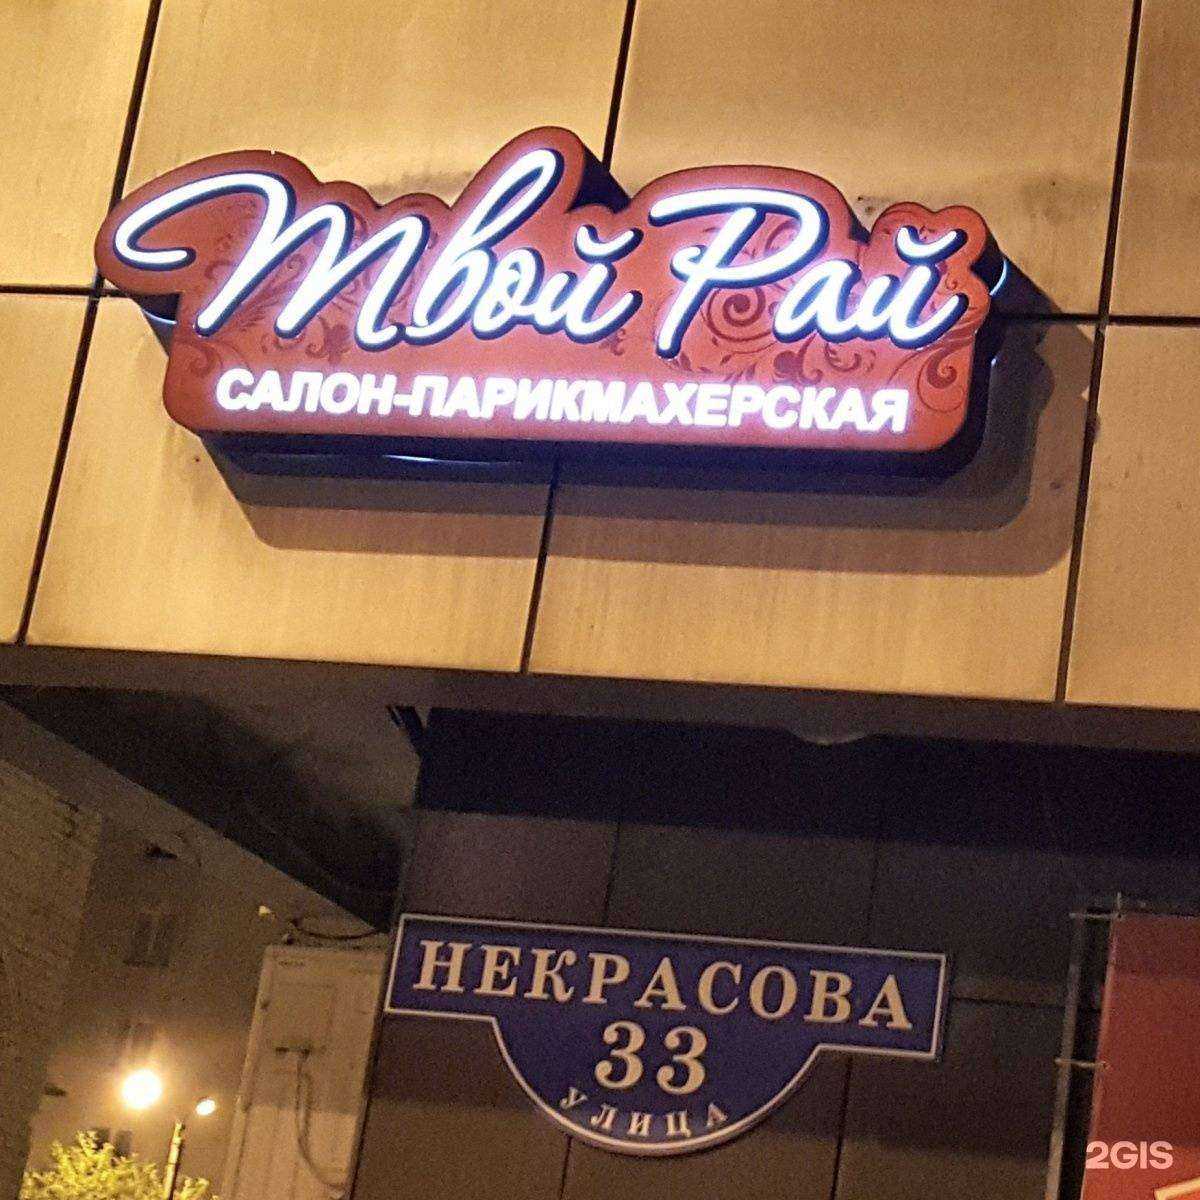 Твой Рай
САЛОН-ПАРИКМАХЕРСКАЯ
НЕКРАСОВА
33
УЛИЦА
2GIS